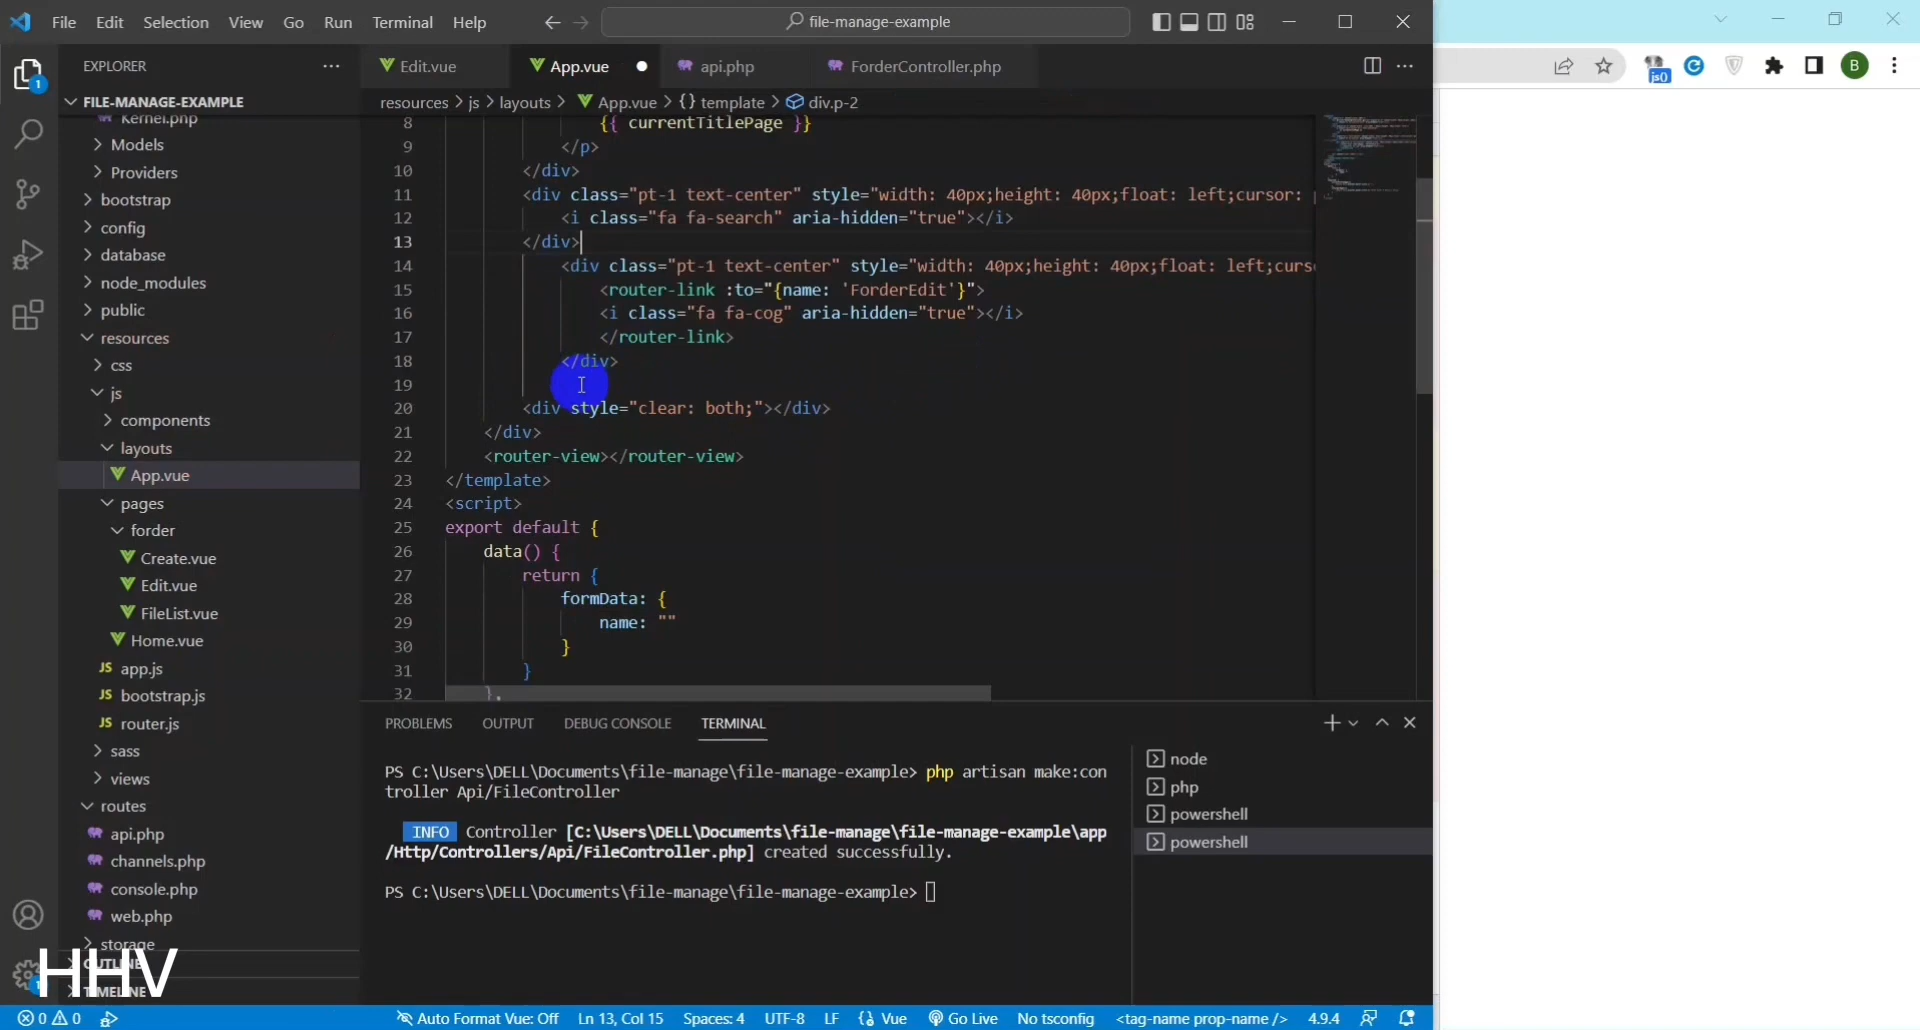 File Edit Selection View Go Run Terminal Help
file-manage-example
EXPLORER
Edit.vue
App.vue
api.php
ForderController.php
js()
B
1
FILE-MANAGE-EXAMPLE
resources > js > layouts > App.vue > {} template > div.p-2
Kernel.php
Models
Providers
bootstrap
config
database
node_modules
public
resources
css
js
components
layouts
App.vue
pages
forder
Create.vue
Edit.vue
FileList.vue
Home.vue
app.js
bootstrap.js
router.js
sass
views
routes
api.php
channels.php
console.php
web.php
storage
OUTLINE
TIMELINE
HHV
8 {{ currentTitlePage }}
9 </p>
10 </div>
11 <div class="pt-1 text-center" style="width: 40px;height: 40px;float: left;cursor:
12 <i class="fa fa-search" aria-hidden="true"></i>
13 </div>
14 <div class="pt-1 text-center" style="width: 40px;height: 40px;float: left;curs
15 <router-link :to="{name: 'ForderEdit'}">
16 <i class="fa fa-cog" aria-hidden="true"></i>
17 </router-link>
18 </div>
19
20 <div style="clear: both;"></div>
21 </div>
22 <router-view></router-view>
23 </template>
24 <script>
25 export default {
26 data() {
27 return {
28 formData: {
29 name: ""
30 }
31 }
32 },
PROBLEMS OUTPUT DEBUG CONSOLE TERMINAL
PS C:\Users\DELL\Documents\file-manage\file-manage-example> php artisan make:con
troller Api/FileController
INFO Controller [C:\Users\DELL\Documents\file-manage\file-manage-example\app
/Http/Controllers/Api/FileController.php] created successfully.
PS C:\Users\DELL\Documents\file-manage\file-manage-example>
node
php
powershell
powershell
0 0 Auto Format Vue: Off Ln 13, Col 15 Spaces: 4 UTF-8 LF {} Vue Go Live No tsconfig <tag-name prop-name /> 4.9.4